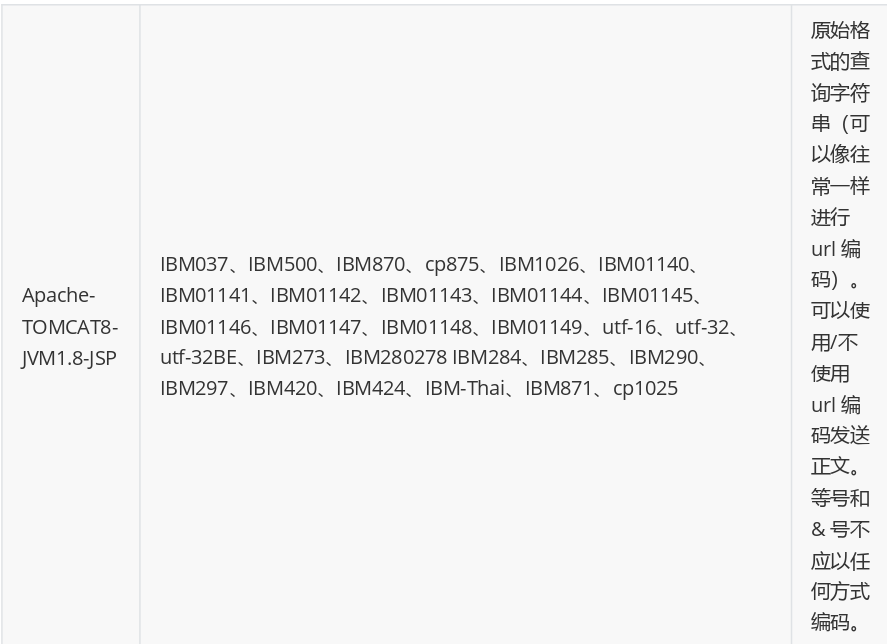 Apache-
TOMCAT8-
JVM1.8-JSP
IBM037、IBM500、IBM870、cp875、IBM1026、IBM01140、
IBM01141、IBM01142、IBM01143、IBM01144、IBM01145、
IBM01146、IBM01147、IBM01148、IBM01149、utf-16、utf-32、
utf-32BE、IBM273、IBM280278 IBM284、IBM285、IBM290、
IBM297、IBM420、IBM424、IBM-Thai、IBM871、cp1025
原始格
式的查
询字符
串（可
以像往
常一样
进行
url 编
码）。
可以使
用/不
使用
url 编
码发送
正文。
等号和
& 号不
应以任
何方式
编码。